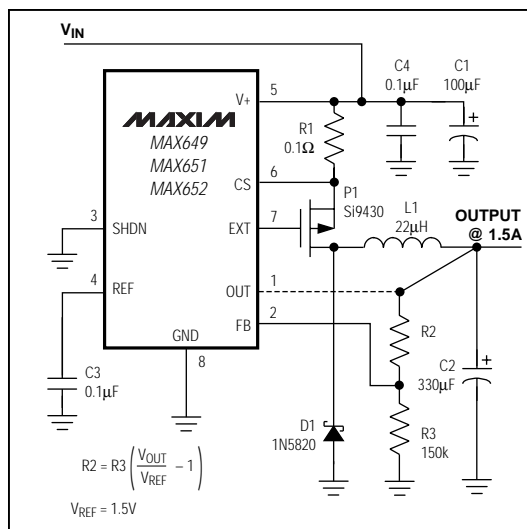 VIN
C4
0.1µF
C1
100µF
+
5
V+
MAXIM
MAX649
MAX651
MAX652
R1
0.1Ω
6
CS
P1
Si9430
3
SHDN
7
EXT
L1
22µH
OUTPUT
@ 1.5A
4
REF
1
OUT
2
FB
R2
GND
8
C3
0.1µF
C2
330µF
+
D1
1N5820
R3
150k
R2 = R3 (VOUT/VREF – 1)
VREF = 1.5V